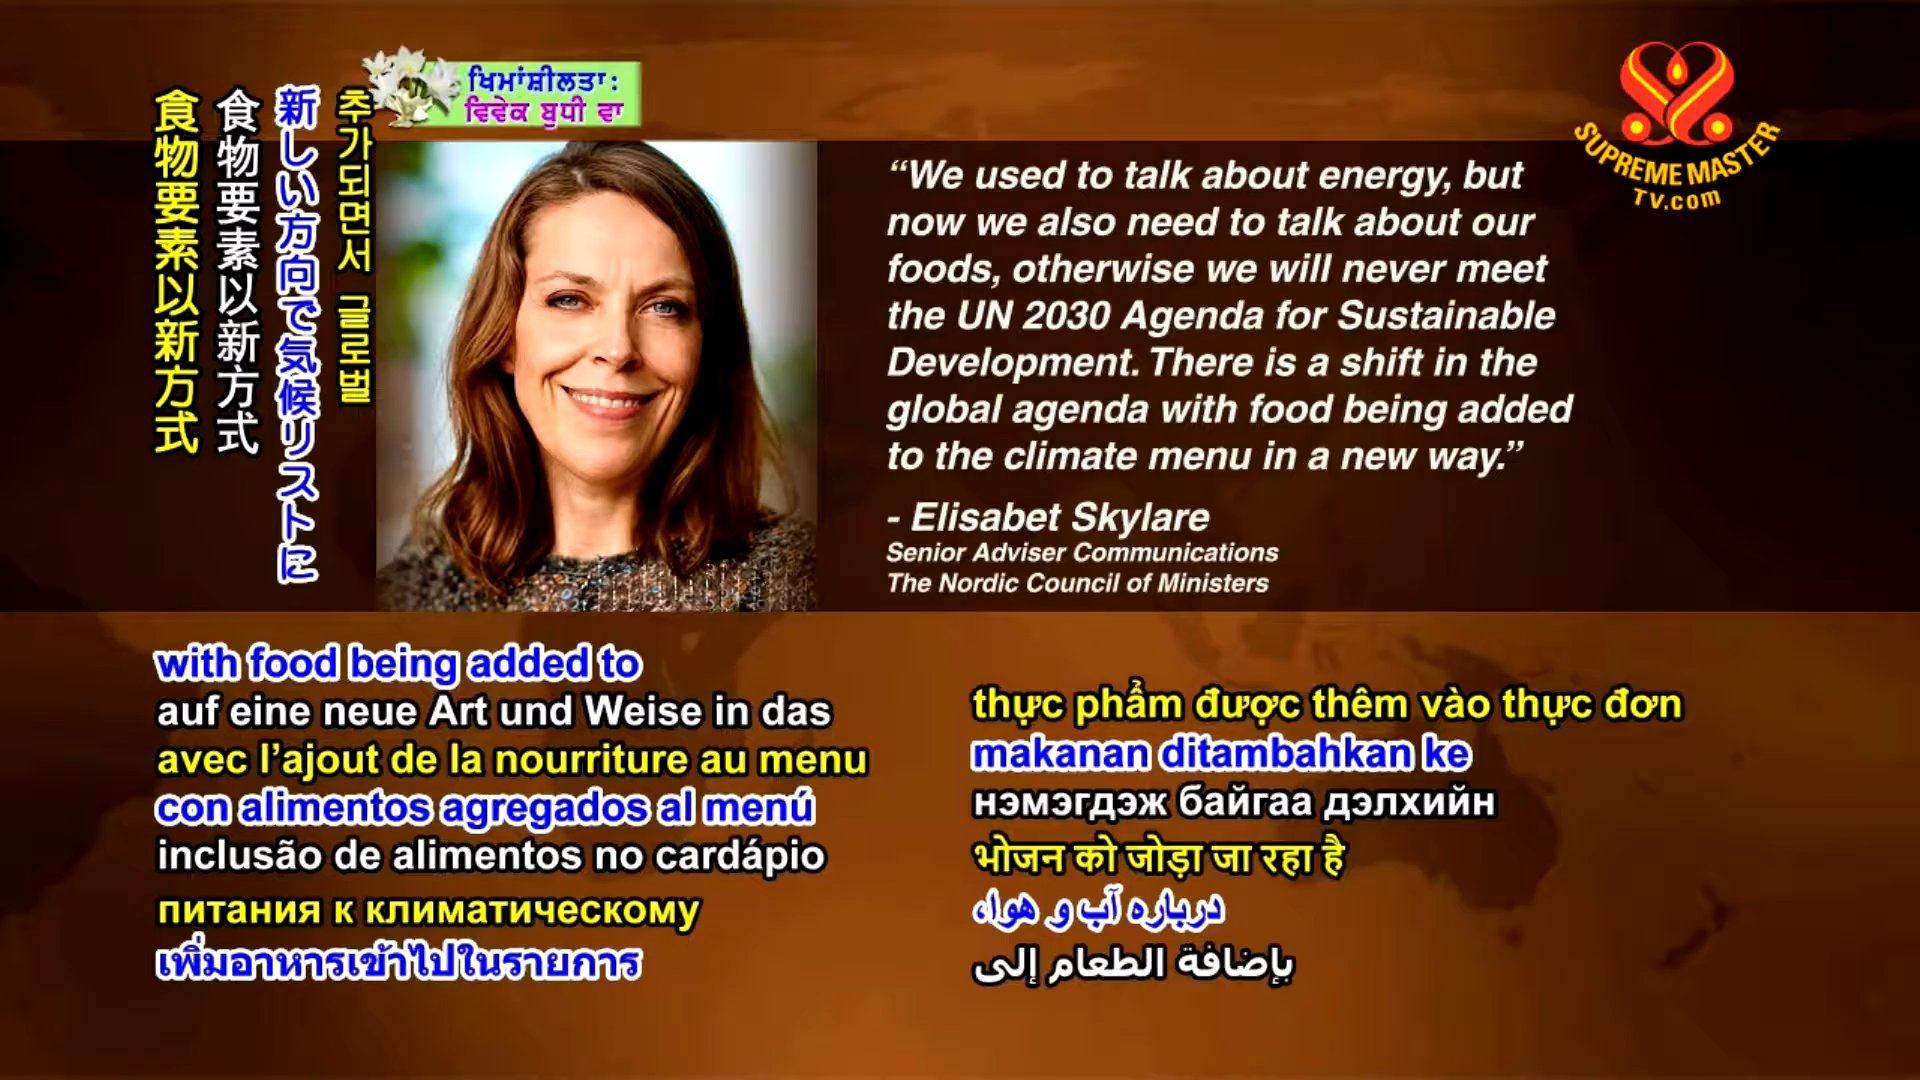 食物要素以新方式
食物要素以新方式
新しい方向で気候リストに
추가되면서 글로벌
ਖਿਮਾਂਸ਼ੀਲਤਾ:
ਵਿਵੇਕ ਬੁਧੀ ਵਾ
SUPREME MASTER
TV.com
“We used to talk about energy, but
now we also need to talk about our
foods, otherwise we will never meet
the UN 2030 Agenda for Sustainable
Development. There is a shift in the
global agenda with food being added
to the climate menu in a new way.”
- Elisabet Skylare
Senior Adviser Communications
The Nordic Council of Ministers
with food being added to
auf eine neue Art und Weise in das
avec l’ajout de la nourriture au menu
con alimentos agregados al menú
inclusão de alimentos no cardápio
питания к климатическому
เพิ่มอาหารเข้าไปในรายการ
thực phẩm được thêm vào thực đơn
makanan ditambahkan ke
нэмэгдэж байгаа дэлхийн
भोजन को जोड़ा जा रहा है
درباره آب و هوا،
بإضافة الطعام إلى